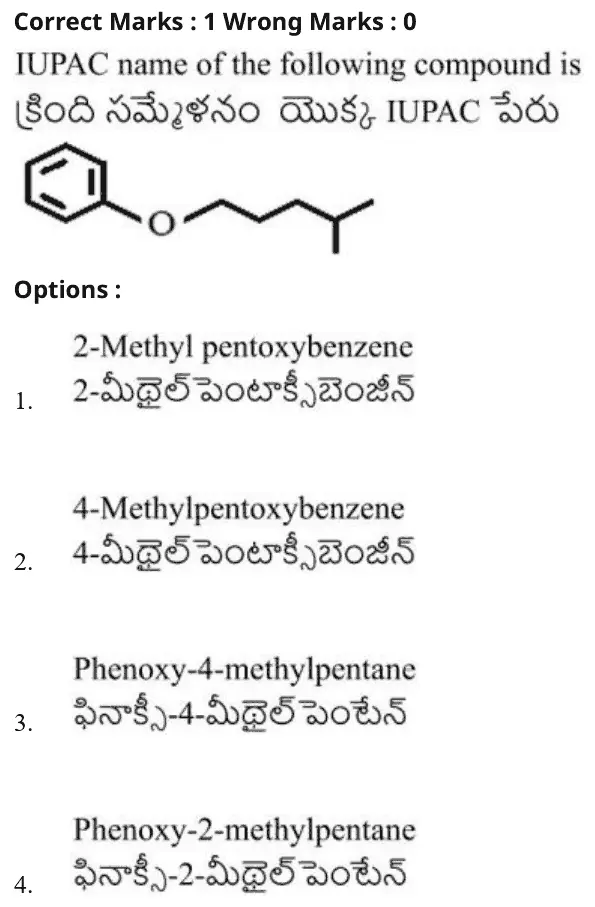 Correct Marks : 1 Wrong Marks : 0
IUPAC name of the following compound is
క్రింది సమ్మేళనం యొక్క IUPAC పేరు
O
Options :
2-Methyl pentoxybenzene
1. 2-మీథైల్ పెంటాక్సీబెంజీన్
4-Methylpentoxybenzene
2. 4-మీథైల్ పెంటాక్సీబెంజీన్
Phenoxy-4-methylpentane
3. ఫినాక్సీ-4-మీథైల్ పెంటేన్
Phenoxy-2-methylpentane
4. ఫినాక్సీ-2-మీథైల్ పెంటేన్